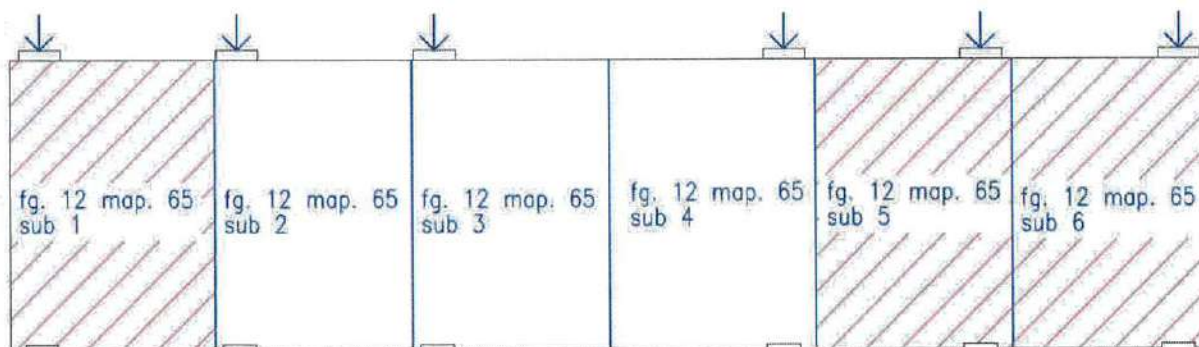 fg. 12 map. 65
sub 1
fg. 12 map. 65
sub 2
fg. 12 map. 65
sub 3
fg. 12 map. 65
sub 4
fg. 12 map. 65
sub 5
fg. 12 map. 65
sub 6